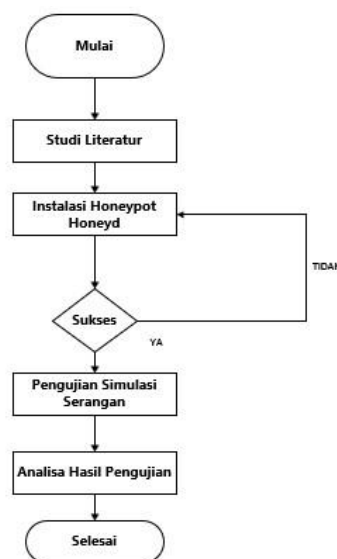 Mulai
Studi Literatur
Instalasi Honeypot
Honeyd
TIDAK
Sukses
YA
Pengujian Simulasi
Serangan
Analisa Hasil Pengujian
Selesai